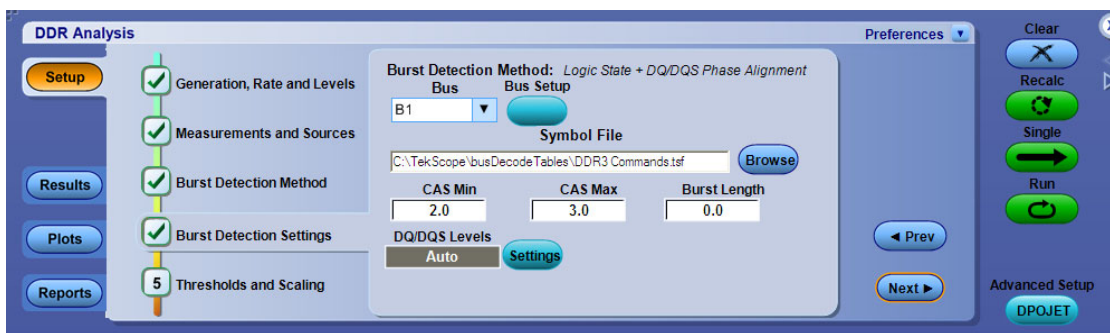 DDR Analysis
Preferences
Clear
Setup
Generation, Rate and Levels
Measurements and Sources
Burst Detection Method
Burst Detection Settings
5 Thresholds and Scaling
Results
Plots
Reports
Burst Detection Method: Logic State + DQ/DQS Phase Alignment
Bus Bus Setup
B1
Symbol File
C:\TekScope\busDecodeTables\DDR3 Commands.tsf Browse
CAS Min CAS Max Burst Length
2.0 3.0 0.0
DQ/DQS Levels
Auto Settings
Prev
Next
Recalc
Single
Run
Advanced Setup
DPOJET